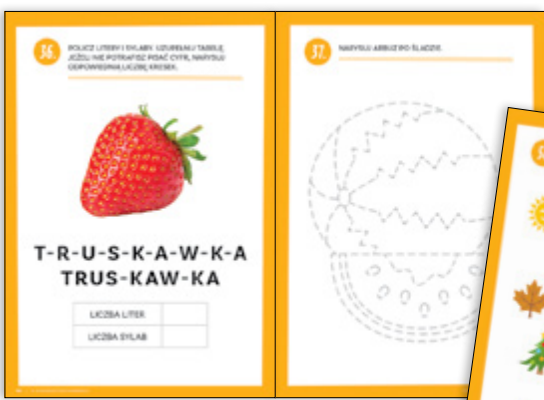 36.
POLICZ LITERY I SYLABY. UZUPEŁNIJ TABELĘ.
JEŻELI NIE POTRAFISZ PISAĆ CYFR, NARYSUJ
ODPOWIEDNIĄ LICZBĘ KRESEK.
T-R-U-S-K-A-W-K-A
TRUS-KAW-KA
LICZBA LITER
LICZBA SYLAB
37.
NARYSUJ ARBUZ PO ŚLADZIE.